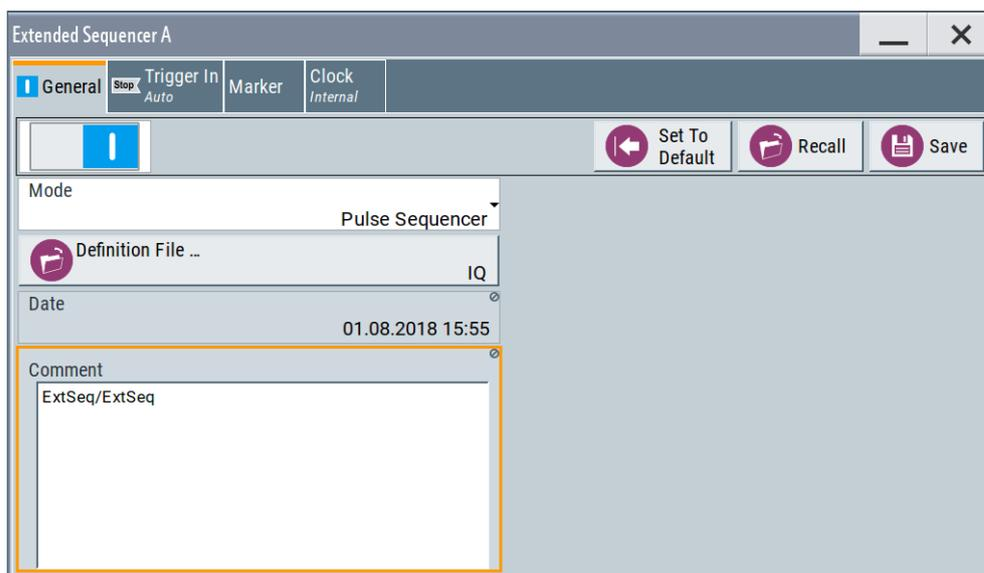 Extended Sequencer A
General
Stop
Trigger In
Auto
Marker
Clock
Internal
Set To
Default
Recall
Save
Mode
Pulse Sequencer
Definition File ...
IQ
Date
01.08.2018 15:55
Comment
ExtSeq/ExtSeq